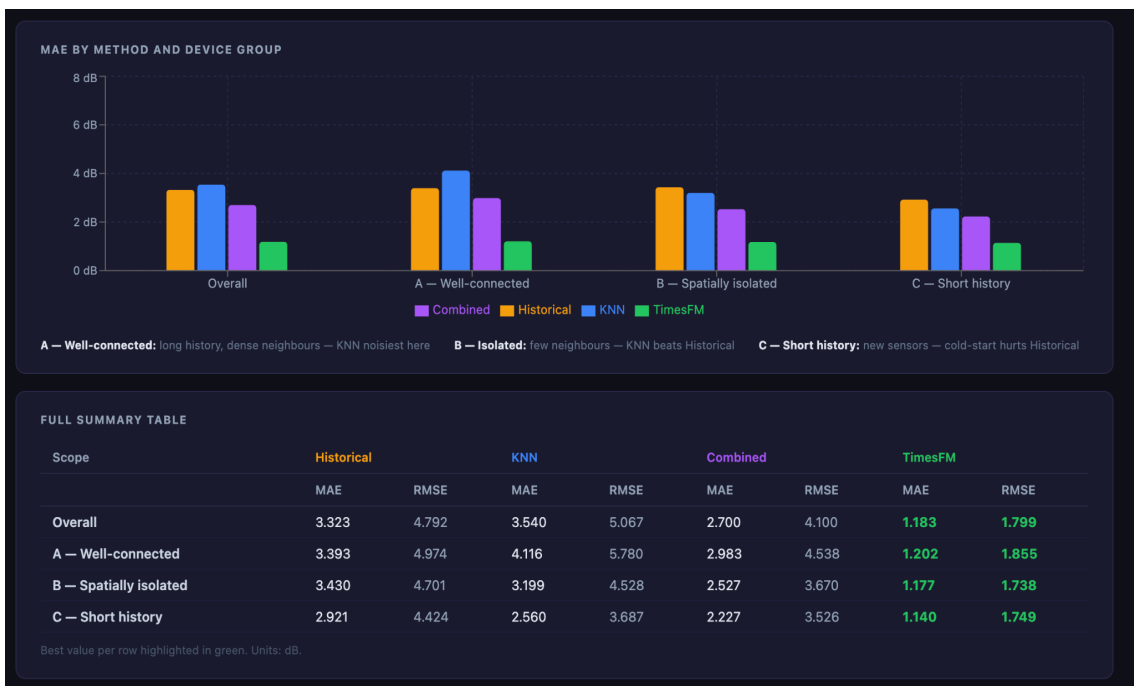 MAE BY METHOD AND DEVICE GROUP
8 dB
6 dB
4 dB
2 dB
0 dB
Overall A — Well-connected B — Spatially isolated C — Short history
Combined Historical KNN TimesFM
A — Well-connected: long history, dense neighbours — KNN noisiest here B — Isolated: few neighbours — KNN beats Historical C — Short history: new sensors — cold-start hurts Historical
FULL SUMMARY TABLE
Scope Historical KNN Combined TimesFM
MAE RMSE MAE RMSE MAE RMSE MAE RMSE
Overall 3.323 4.792 3.540 5.067 2.700 4.100 1.183 1.799
A — Well-connected 3.393 4.974 4.116 5.780 2.983 4.538 1.202 1.855
B — Spatially isolated 3.430 4.701 3.199 4.528 2.527 3.670 1.177 1.738
C — Short history 2.921 4.424 2.560 3.687 2.227 3.526 1.140 1.749
Best value per row highlighted in green. Units: dB.